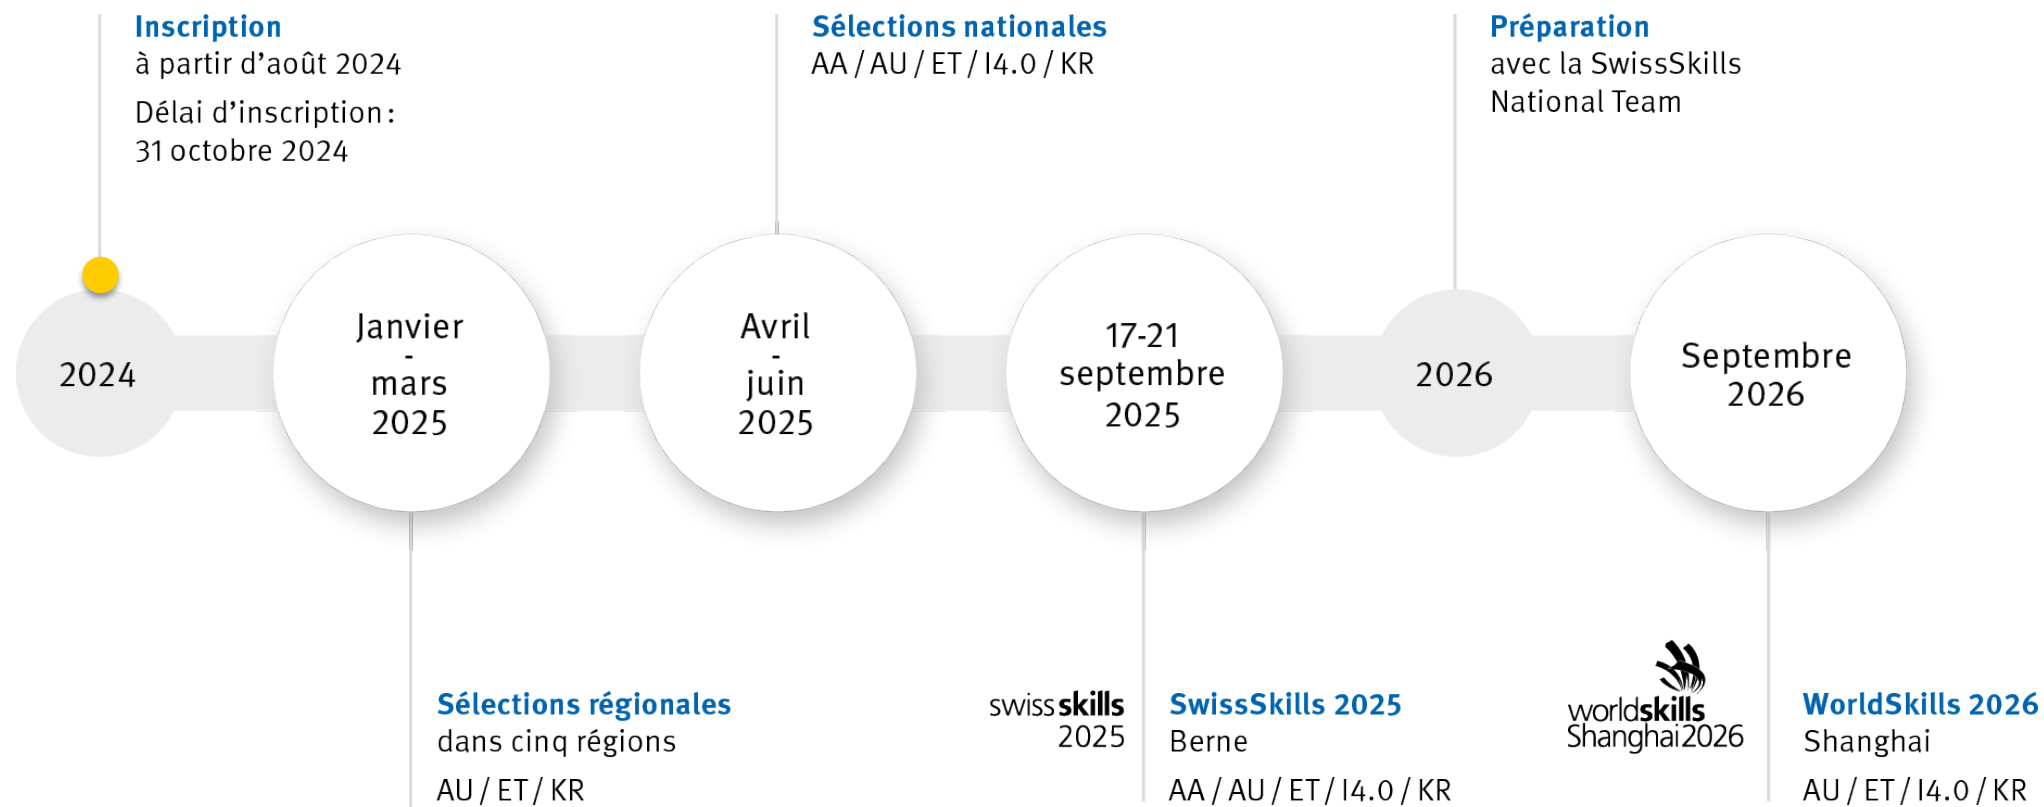 Inscription
à partir d’août 2024
Délai d’inscription :
31 octobre 2024
Sélections nationales
AA / AU / ET / I4.0 / KR
Préparation
avec la SwissSkills
National Team
2024
Janvier
-
mars
2025
Avril
-
juin
2025
17-21
septembre
2025
2026
Septembre
2026
Sélections régionales
dans cinq régions
AU / ET / KR
swiss skills
2025
SwissSkills 2025
Berne
AA / AU / ET / I4.0 / KR
worldskills
Shanghai2026
WorldSkills 2026
Shanghai
AU / ET / I4.0 / KR